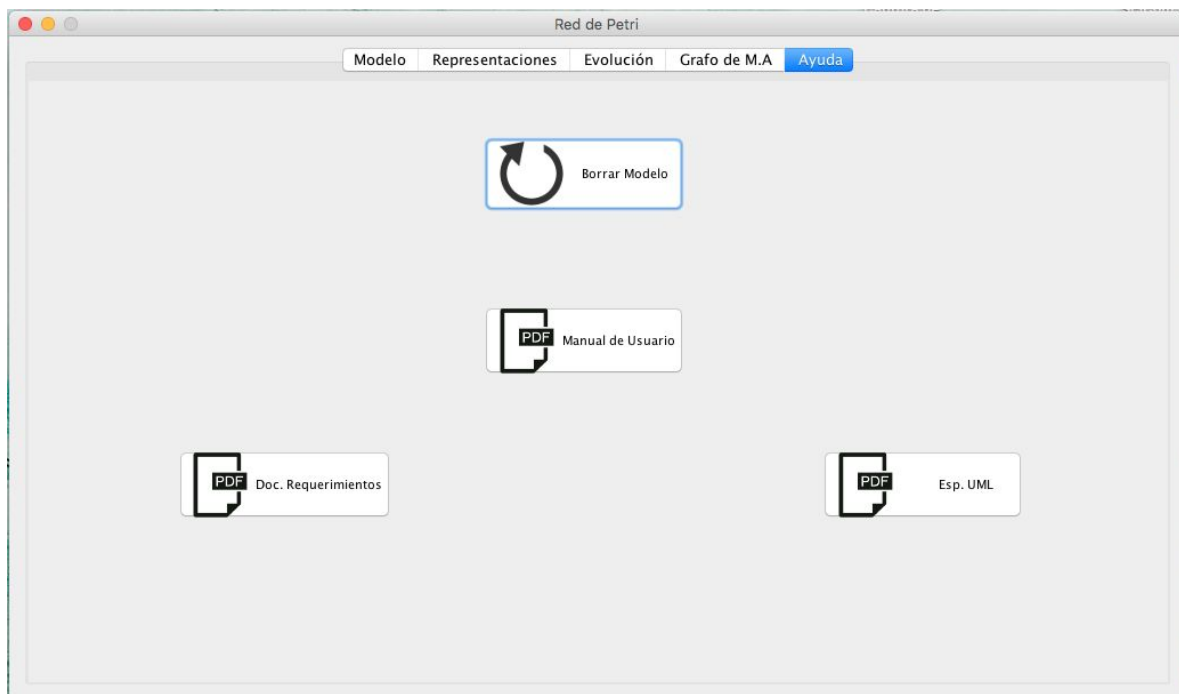 Red de Petri
Modelo Representaciones Evolución Grafo de M.A Ayuda
Borrar Modelo
PDF Manual de Usuario
PDF Doc. Requerimientos
PDF Esp. UML